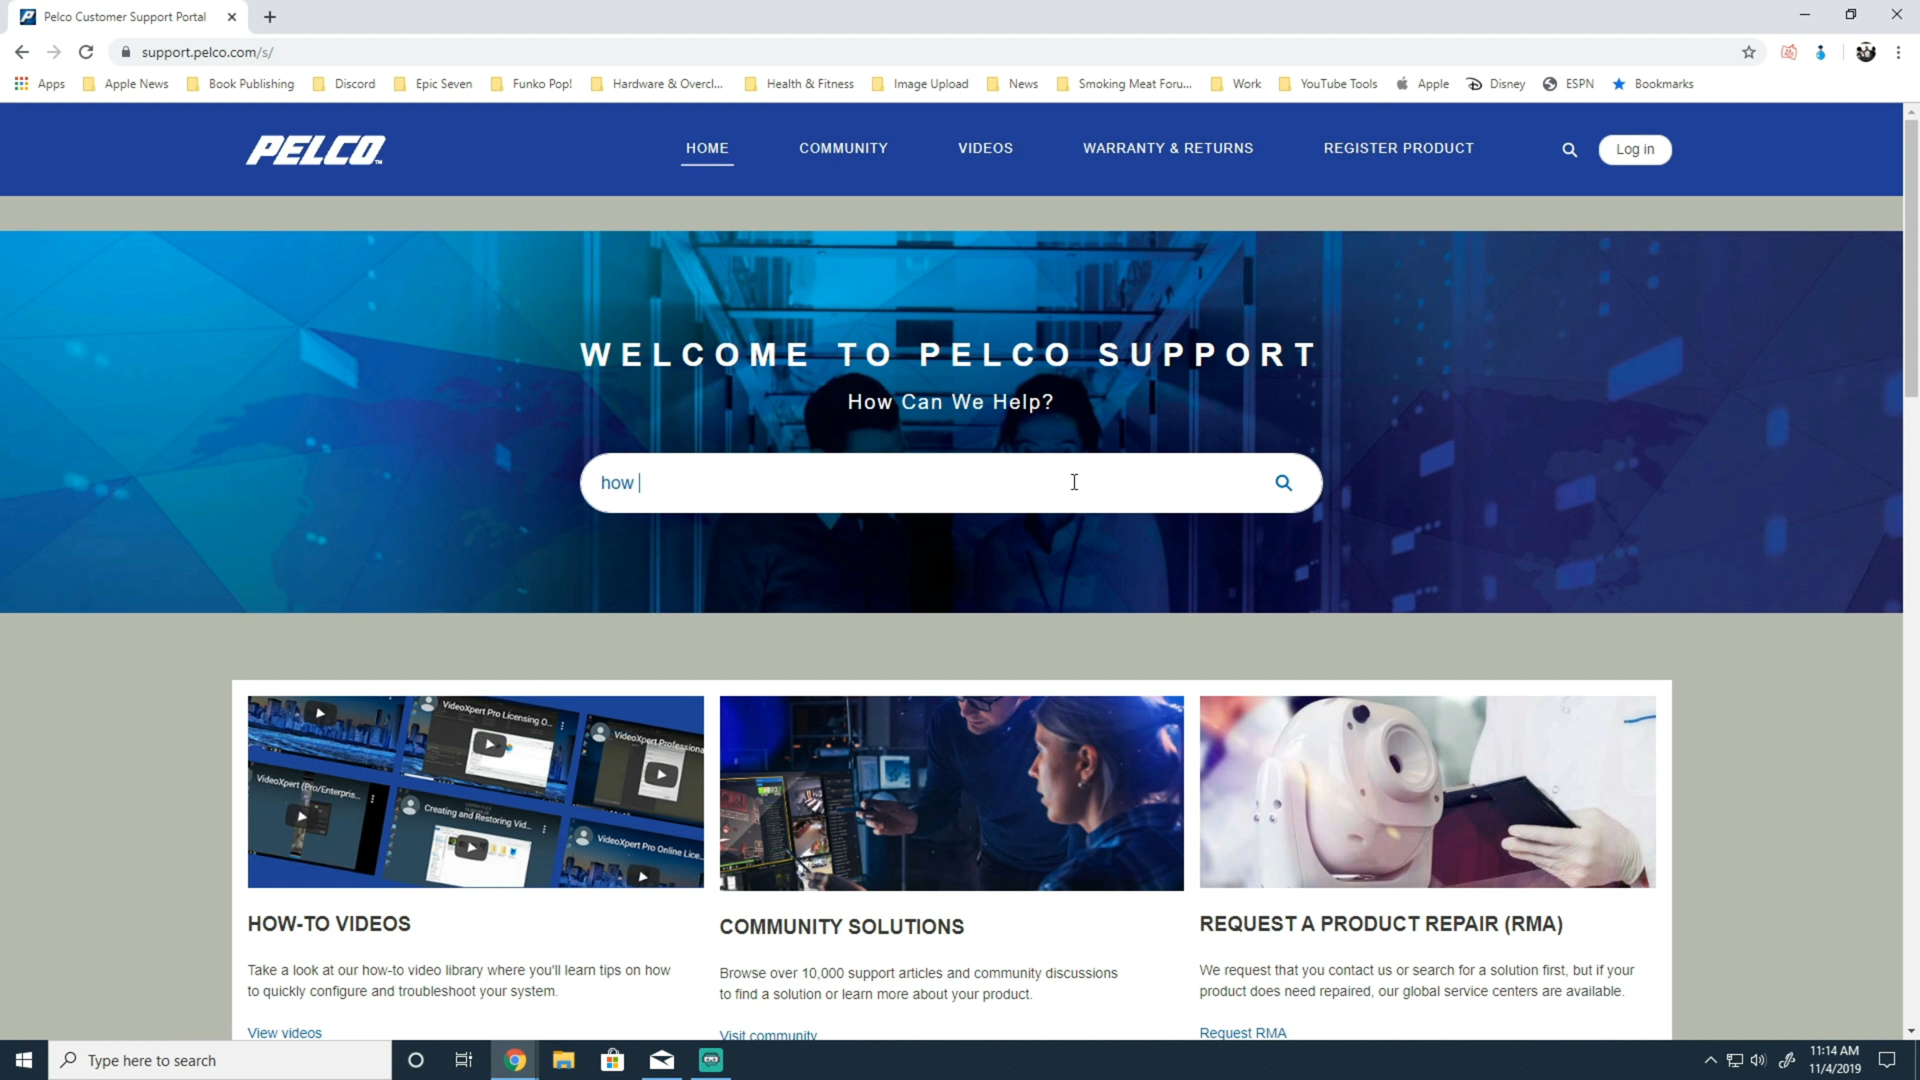 Pelco Customer Support Portal
support.pelco.com/s/
Apps Apple News Book Publishing Discord Epic Seven Funko Pop! Hardware & Overcl... Health & Fitness Image Upload News Smoking Meat Foru... Work YouTube Tools Apple Disney ESPN Bookmarks
PELCO™
HOME COMMUNITY VIDEOS WARRANTY & RETURNS REGISTER PRODUCT Log in
WELCOME TO PELCO SUPPORT
How Can We Help?
how
VideoXpert Pro Licensing O...
VideoXpert Professiona
VideoXpert (Pro/Enterpris...
Creating and Restoring Vid...
VideoXpert Pro Online Lice...
HOW-TO VIDEOS
Take a look at our how-to video library where you'll learn tips on how
to quickly configure and troubleshoot your system.
View videos
COMMUNITY SOLUTIONS
Browse over 10,000 support articles and community discussions
to find a solution or learn more about your product.
Visit community
REQUEST A PRODUCT REPAIR (RMA)
We request that you contact us or search for a solution first, but if your
product does need repaired, our global service centers are available.
Request RMA
Type here to search
11:14 AM
11/4/2019